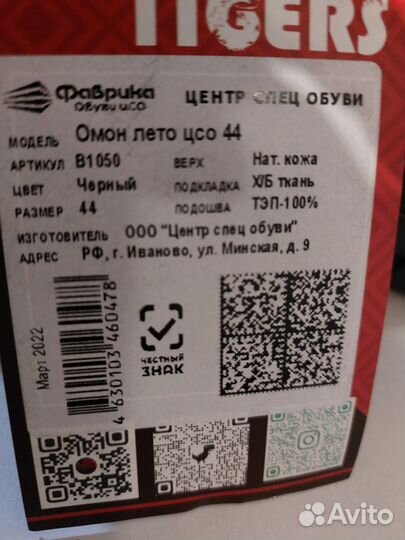 TIGERS
Фабрика ЦЕНТР СПЕЦ ОБУВИ
Обуви ЦСО
МОДЕЛЬ Омон лето цсо 44
АРТИКУЛ В1050 ВЕРХ Нат. кожа
ЦВЕТ Черный ПОДКЛАДКА Х/Б ткань
РАЗМЕР 44 ПОДОШВА ТЭП-100%
ИЗГОТОВИТЕЛЬ ООО "Центр спец обуви"
АДРЕС РФ, г. Иваново, ул. Минская, д. 9
Март 2022
4 630103 460478
ЧЕСТНЫЙ
ЗНАК
Avito